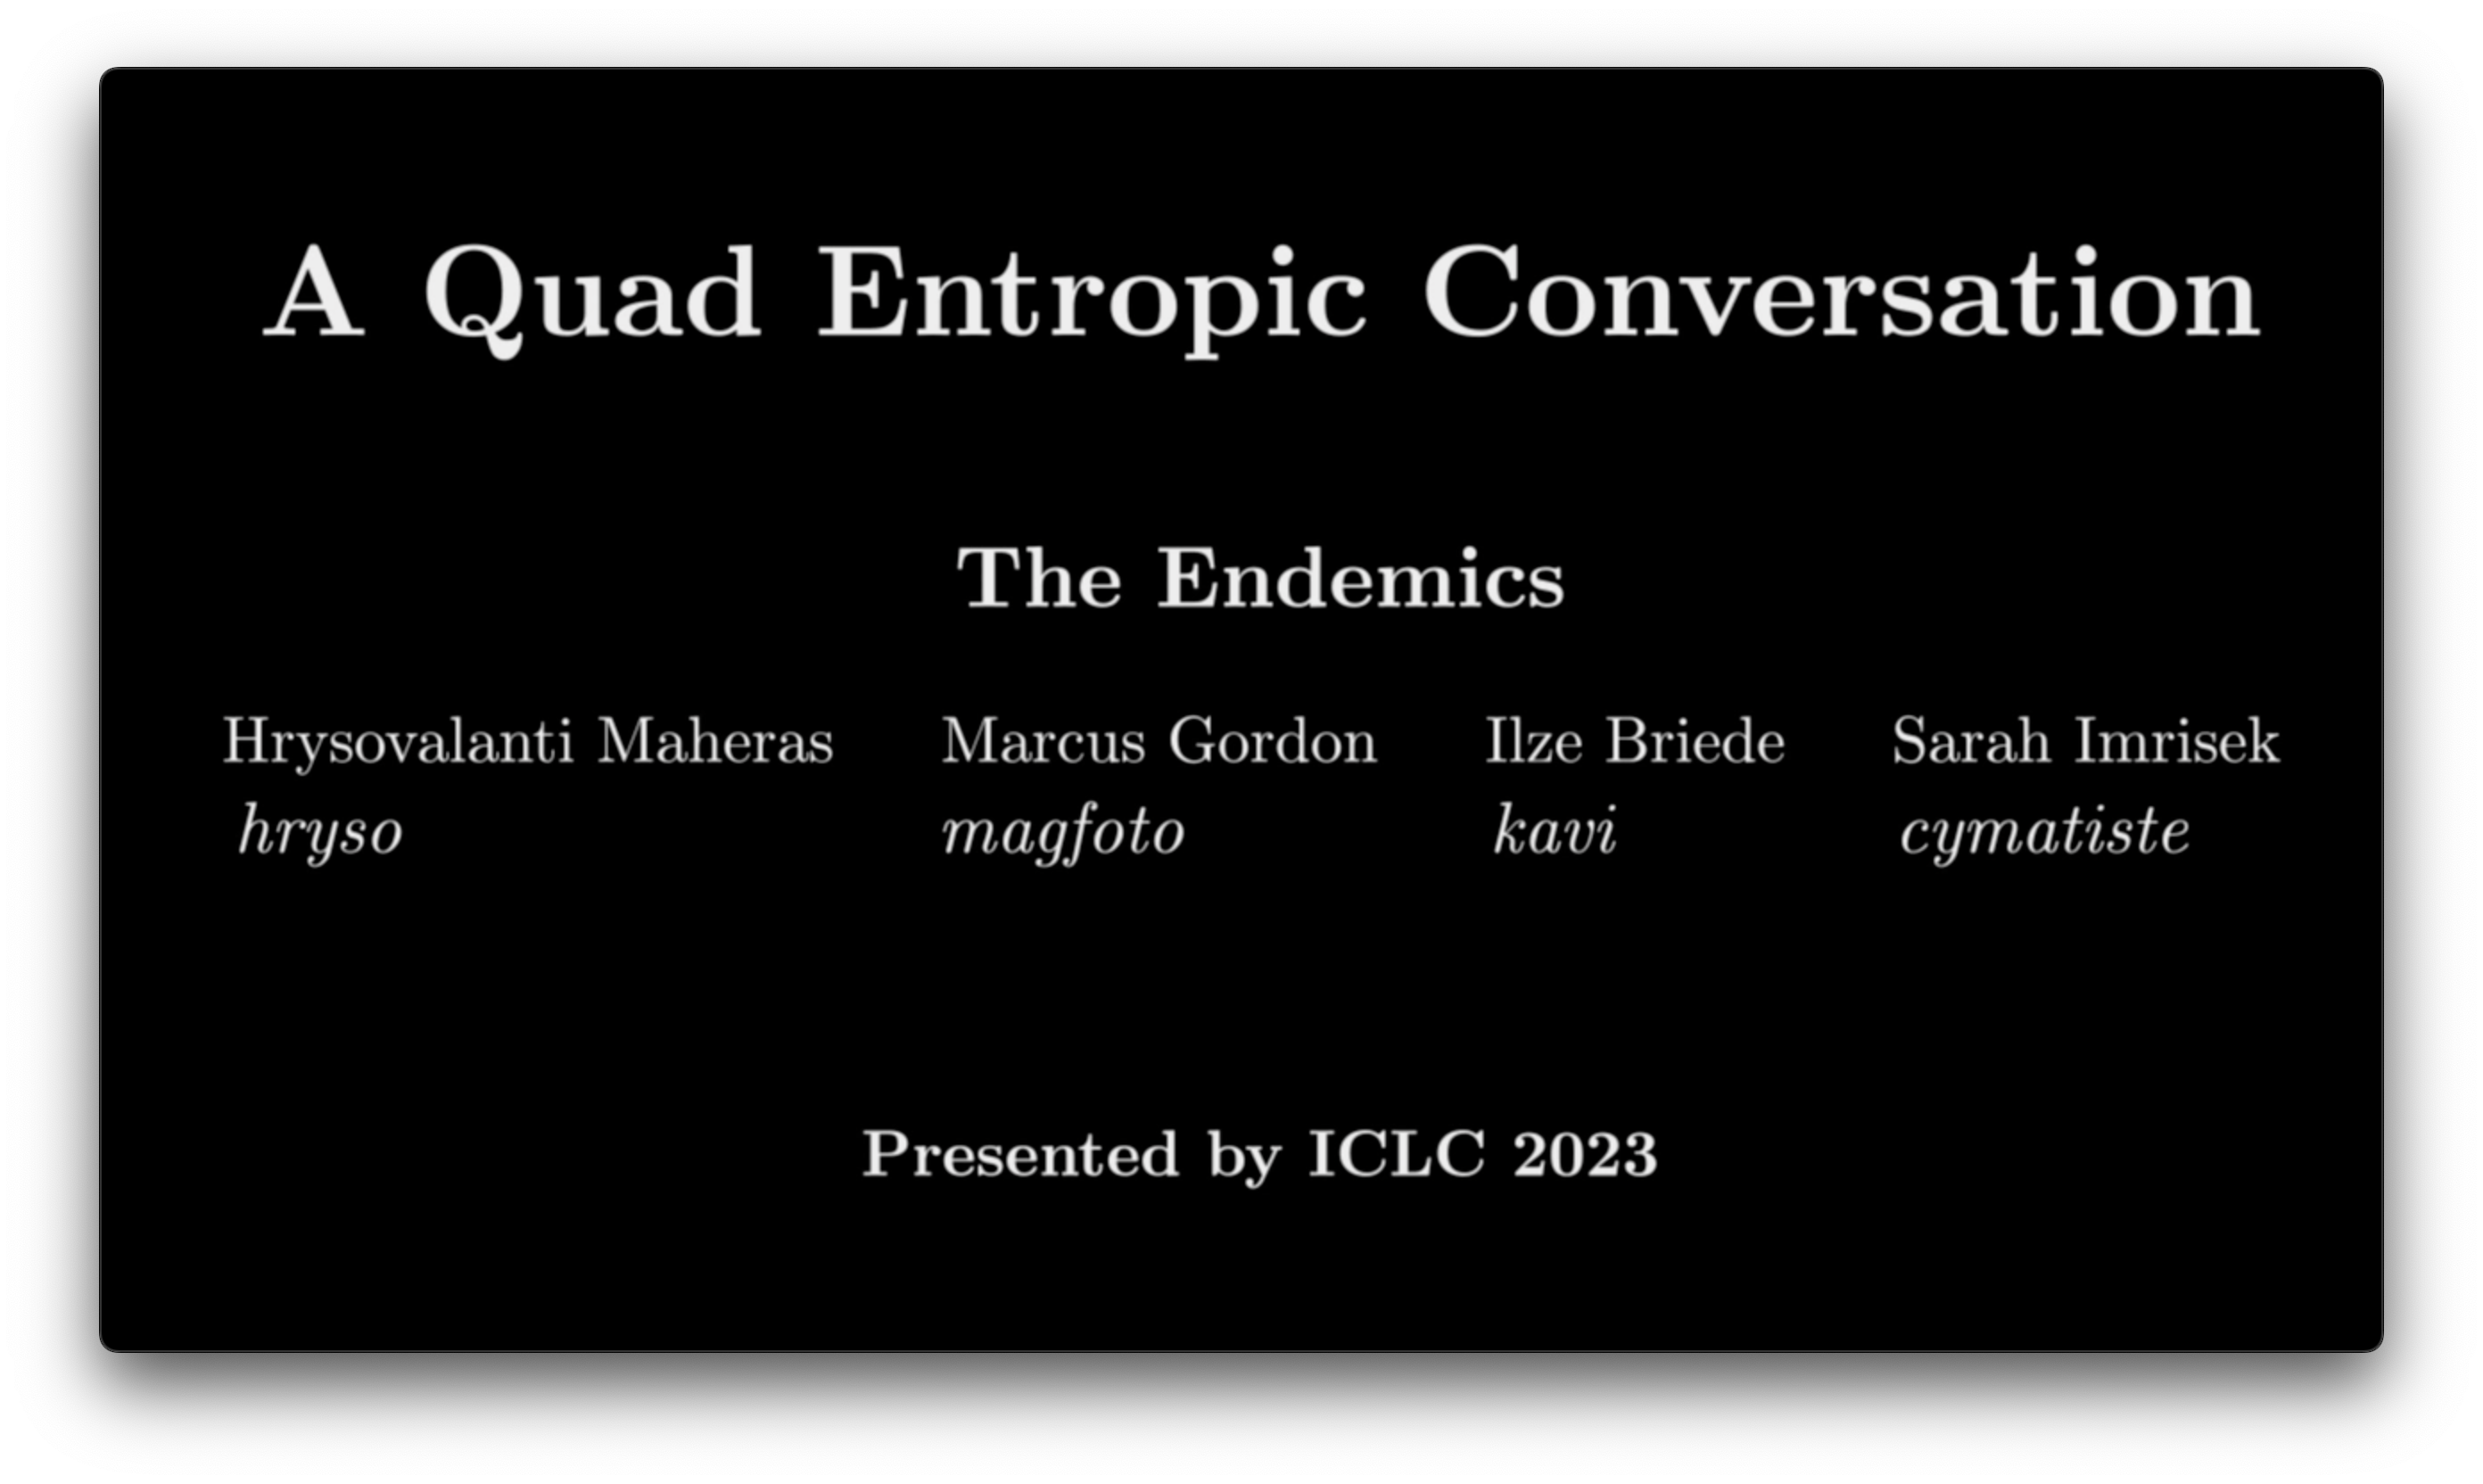 A Quad Entropic Conversation
The Endemics
Hrysovalanti Maheras Marcus Gordon Ilze Briede Sarah Imrisek
hryso magfoto kavi cymatiste
Presented by ICLC 2023